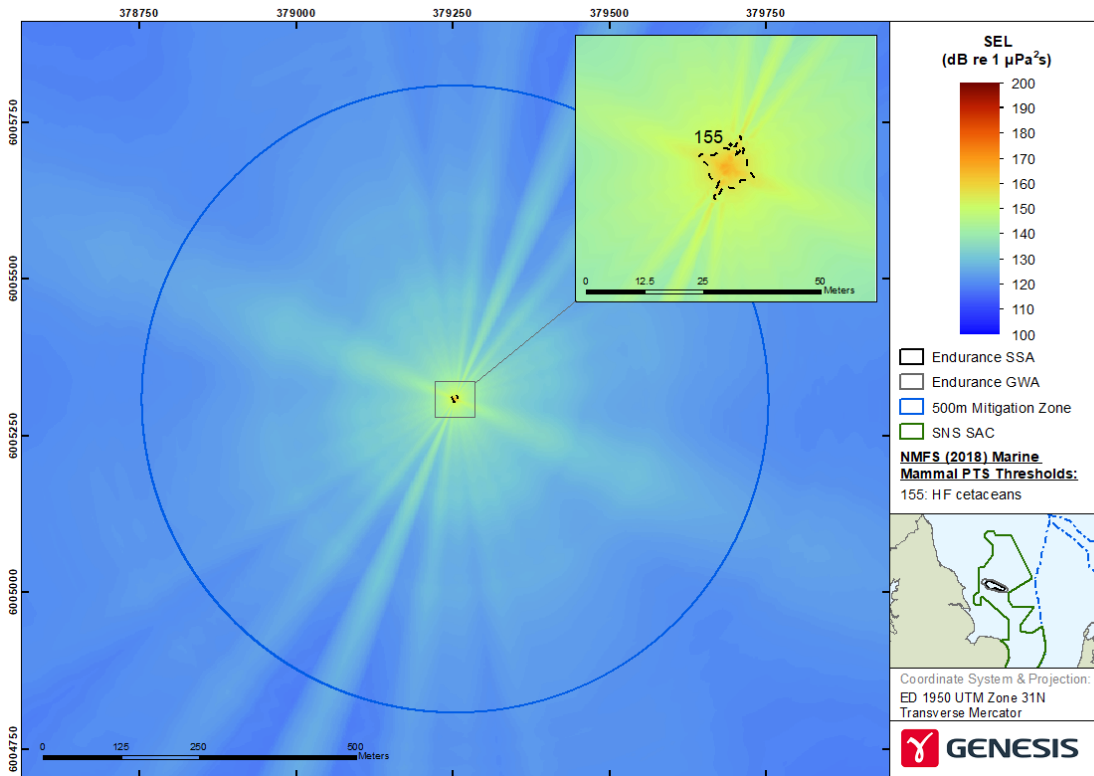 378750 379000 379250 379500 379750
6005750
6005500
6005250
6005000
6004750
155
0 12.5 25 50
Meters
0 125 250 500
Meters
SEL
(dB re 1 µPa²s)
200
190
180
170
160
150
140
130
120
110
100
Endurance SSA
Endurance GWA
500m Mitigation Zone
SNS SAC
NMFS (2018) Marine
Mammal PTS Thresholds:
155: HF cetaceans
Coordinate System & Projection:
ED 1950 UTM Zone 31N
Transverse Mercator
GENESIS